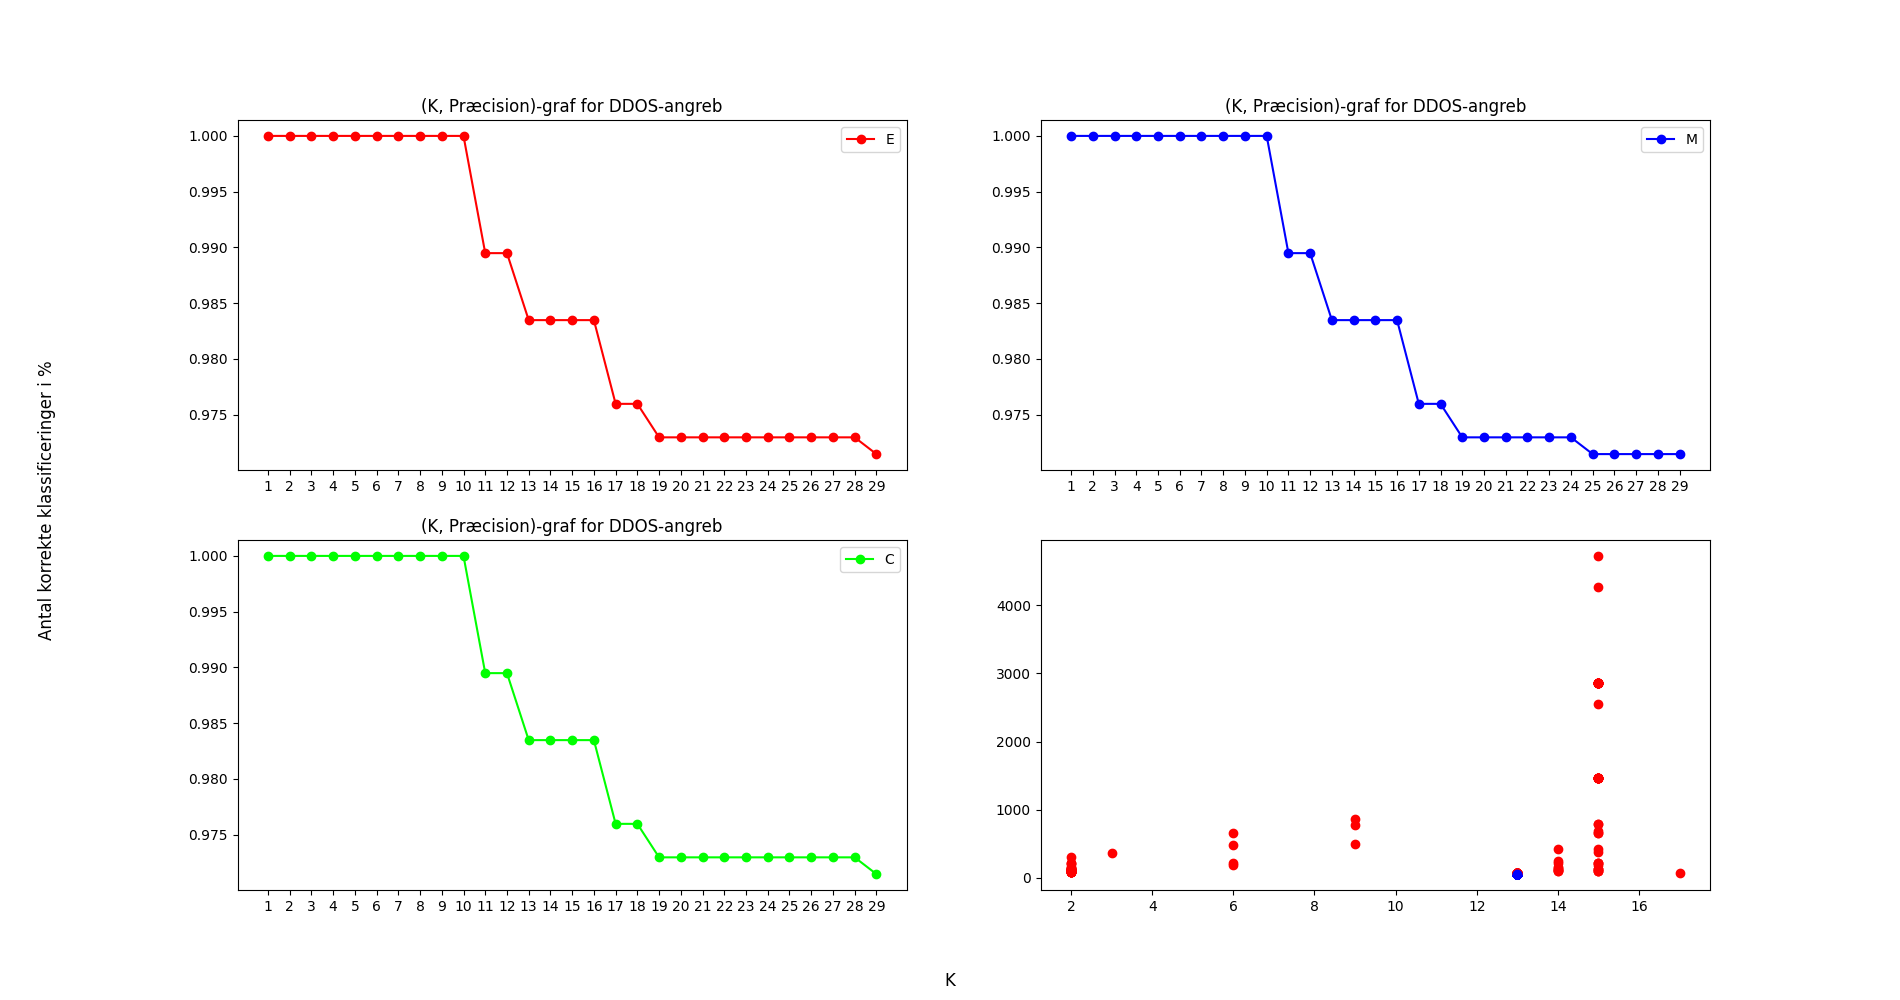 (K, Præcision)-graf for DDOS-angreb
1.000
0.995
0.990
0.985
0.980
0.975
E
1 2 3 4 5 6 7 8 9 10 11 12 13 14 15 16 17 18 19 20 21 22 23 24 25 26 27 28 29
(K, Præcision)-graf for DDOS-angreb
1.000
0.995
0.990
0.985
0.980
0.975
M
1 2 3 4 5 6 7 8 9 10 11 12 13 14 15 16 17 18 19 20 21 22 23 24 25 26 27 28 29
Antal korrekte klassificeringer i %
(K, Præcision)-graf for DDOS-angreb
1.000
0.995
0.990
0.985
0.980
0.975
C
1 2 3 4 5 6 7 8 9 10 11 12 13 14 15 16 17 18 19 20 21 22 23 24 25 26 27 28 29
4000
3000
2000
1000
0
2 4 6 8 10 12 14 16
K